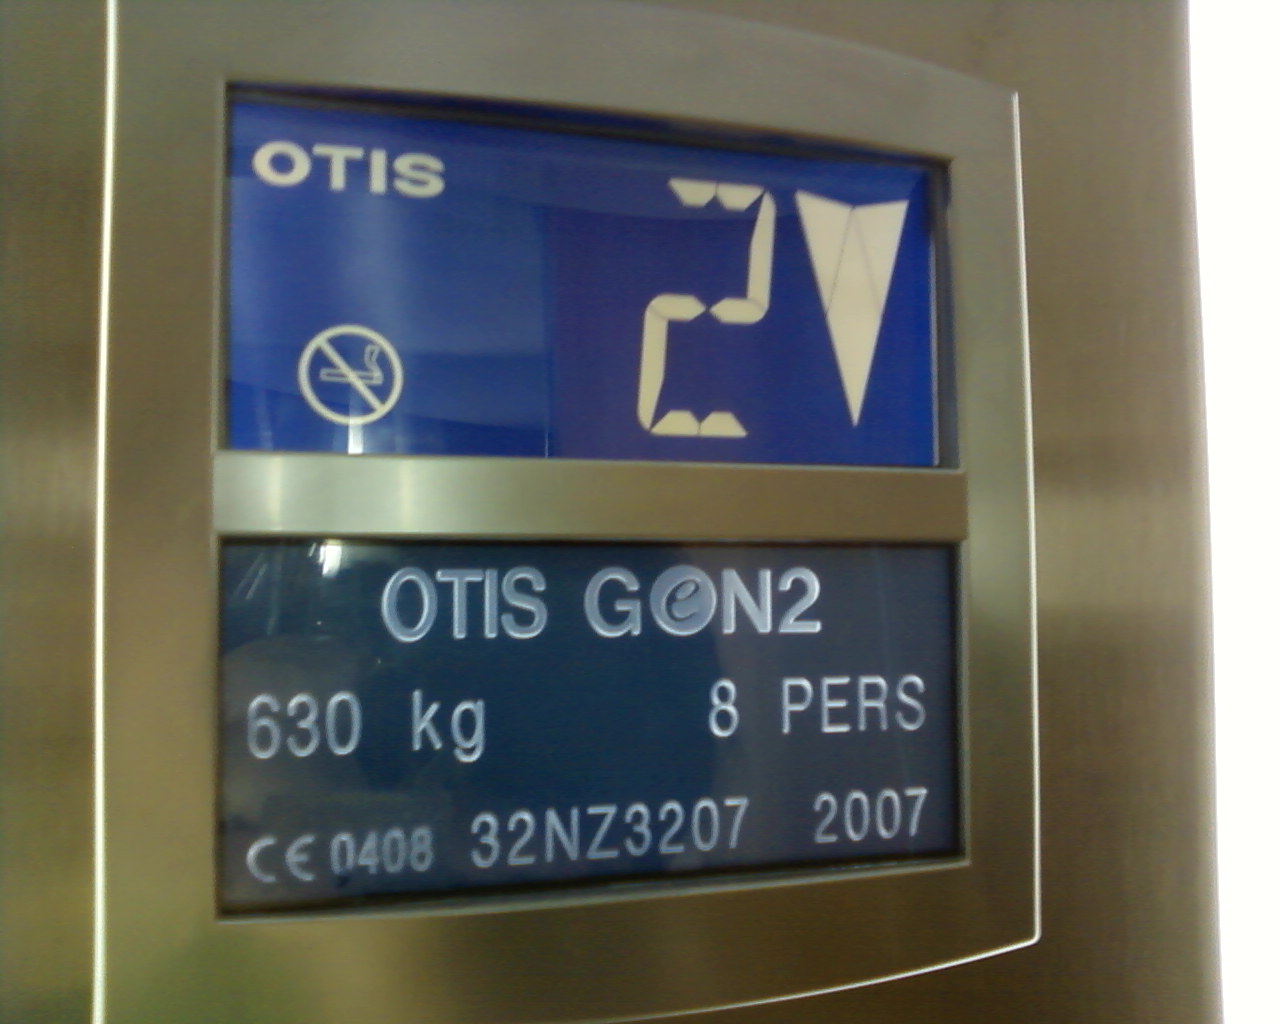 OTIS
2
OTIS GeN2
630 kg 8 PERS
CE 0408 32NZ3207 2007